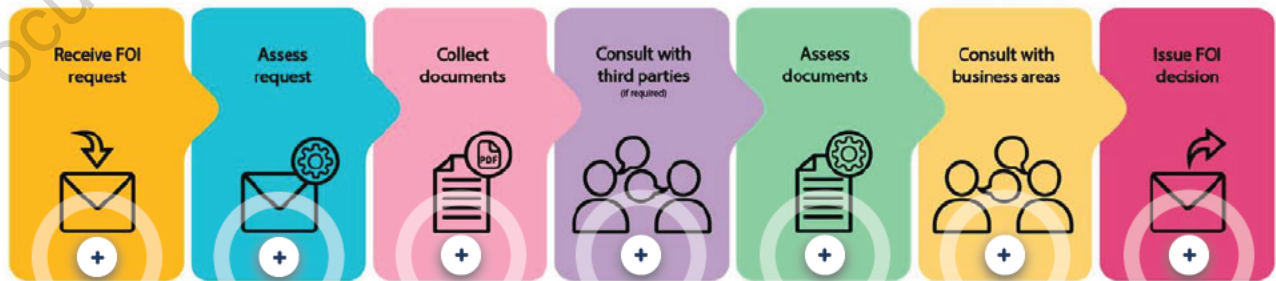 Receive FOI
request
Assess
request
Collect
documents
Consult with
third parties
(if required)
Assess
documents
Consult with
business areas
Issue FOI
decision
PDF